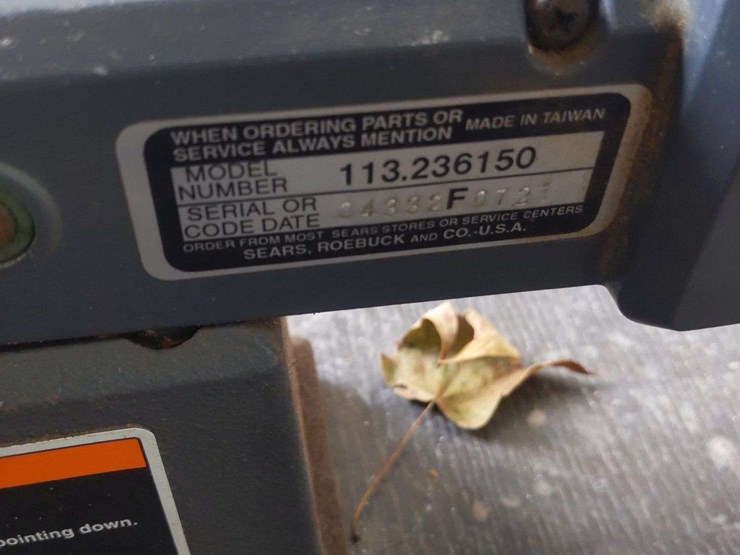 WHEN ORDERING PARTS OR
SERVICE ALWAYS MENTION
MADE IN TAIWAN
MODEL
NUMBER
113.236150
SERIAL OR
CODE DATE
F
ORDER FROM MOST SEARS STORES OR SERVICE CENTERS
SEARS, ROEBUCK AND CO.-U.S.A.
pointing down.